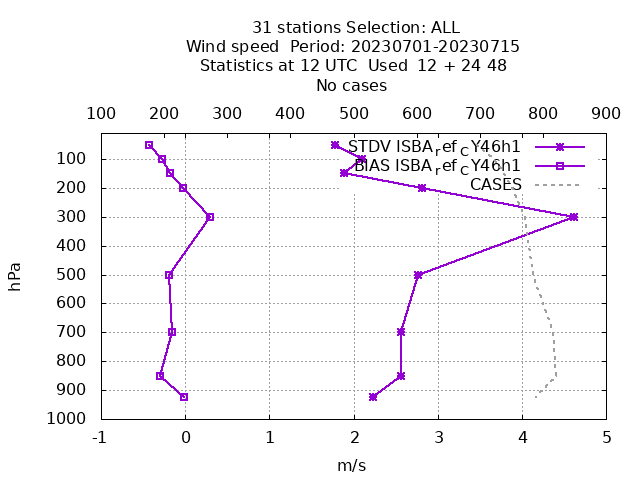 31 stations Selection: ALL
Wind speed  Period: 20230701-20230715
Statistics at 12 UTC  Used  12 + 24 48
No cases
100 200 300 400 500 600 700 800 900
STDV ISBA_ref_CY46h1
BIAS ISBA_ref_CY46h1
CASES
100
200
300
400
500
600
700
800
900
1000
hPa
-1 0 1 2 3 4 5
m/s